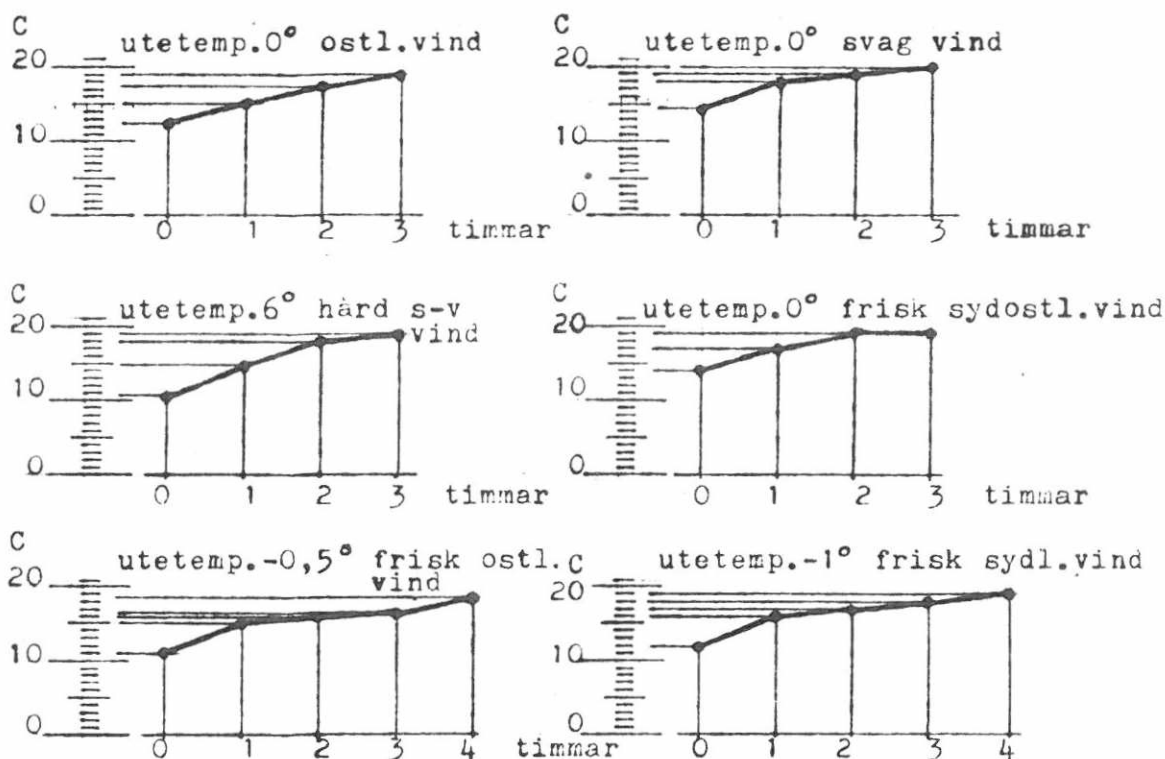 C
utetemp.0° ostl.vind
20
10
0
0 1 2 3 timmar
C
utetemp.0° svag vind
20
10
0
0 1 2 3 timmar
C
utetemp.6° hård s-v
vind
20
10
0
0 1 2 3 timmar
C
utetemp.0° frisk sydostl.vind
20
10
0
0 1 2 3 timmar
C
utetemp.-0,5° frisk ostl.
vind
20
10
0
0 1 2 3 4 timmar
C
utetemp.-1° frisk sydl.vind
20
10
0
0 1 2 3 4